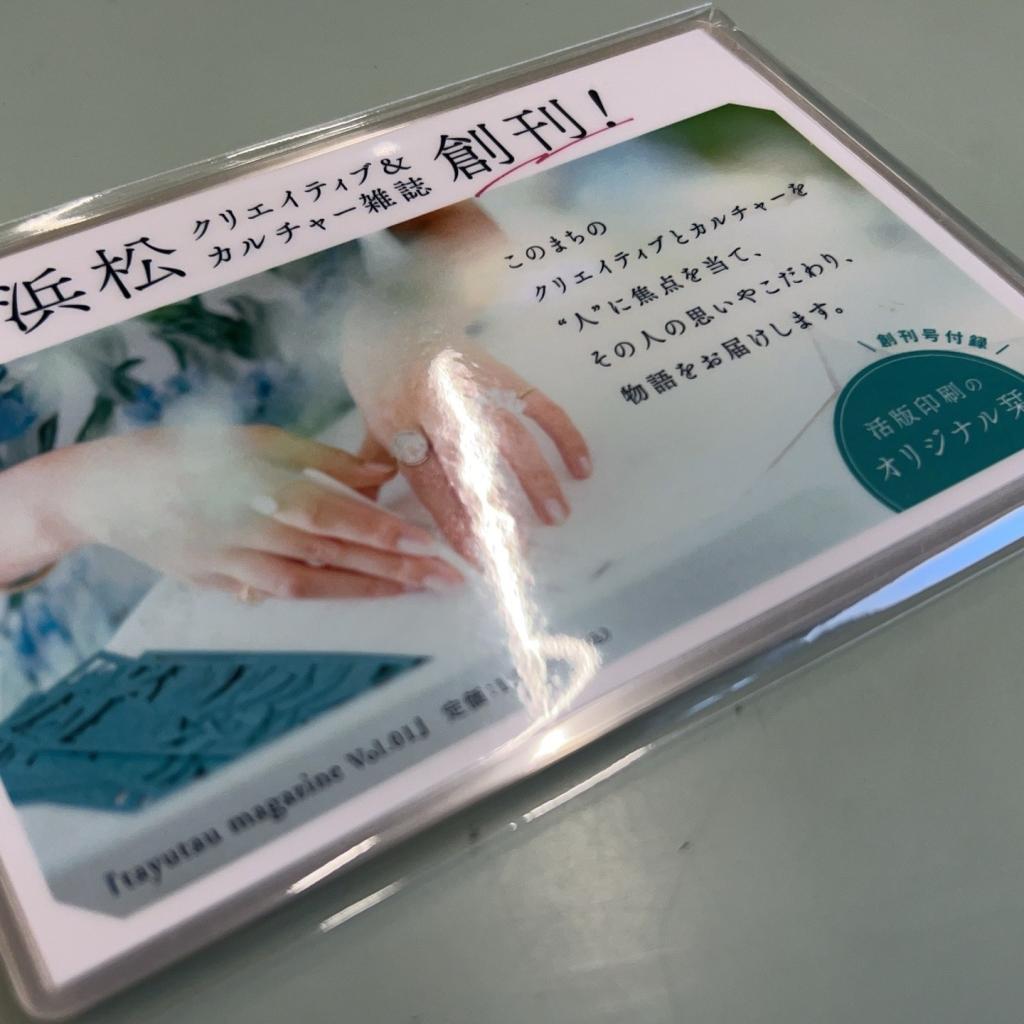 浜松
クリエイティブ&
カルチャー雑誌
創刊!
このまちの
クリエイティブとカルチャーを
“人”に焦点を当て、
その人の思いやこだわり、
物語をお届けします。
創刊号付録
活版印刷の
オリジナル栞
『tayutau magazine Vol.01』 定価:1